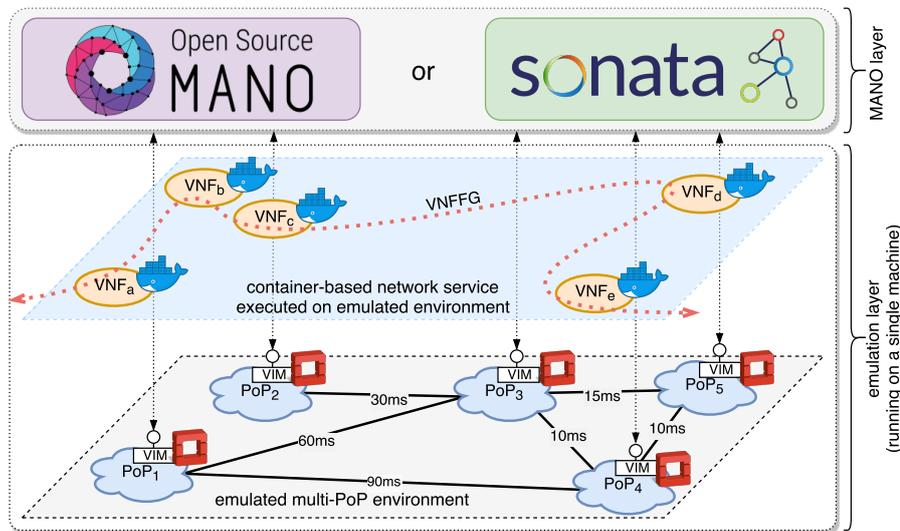 Open Source
MANO
or
sonata
MANO layer
VNFb
VNFc
VNFFG
VNFd
VNFa
VNFe
container-based network service
executed on emulated environment
emulation layer
(running on a single machine)
VIM
PoP2
VIM
PoP3
VIM
PoP5
30ms
15ms
60ms
10ms
10ms
VIM
PoP1
VIM
PoP4
90ms
emulated multi-PoP environment